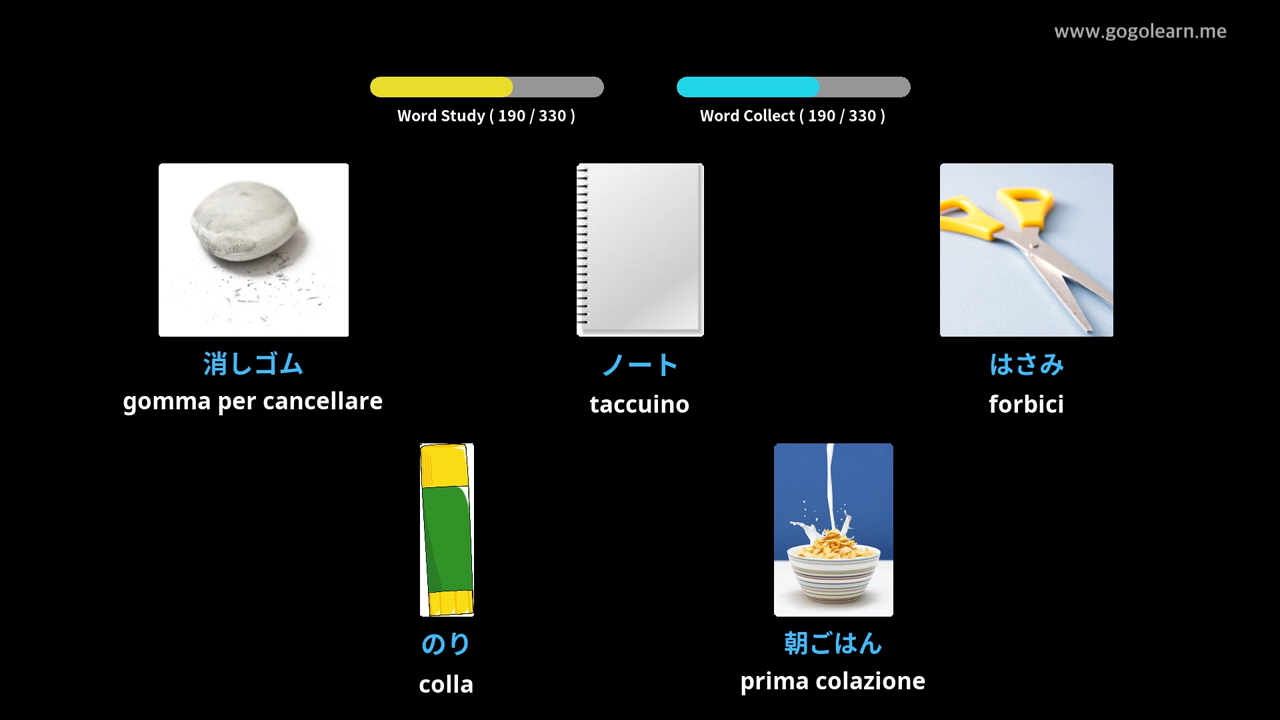 www.gogolearn.me
Word Study ( 190 / 330 )
Word Collect ( 190 / 330 )
消しゴム
gomma per cancellare
ノート
taccuino
はさみ
forbici
のり
colla
朝ごはん
prima colazione